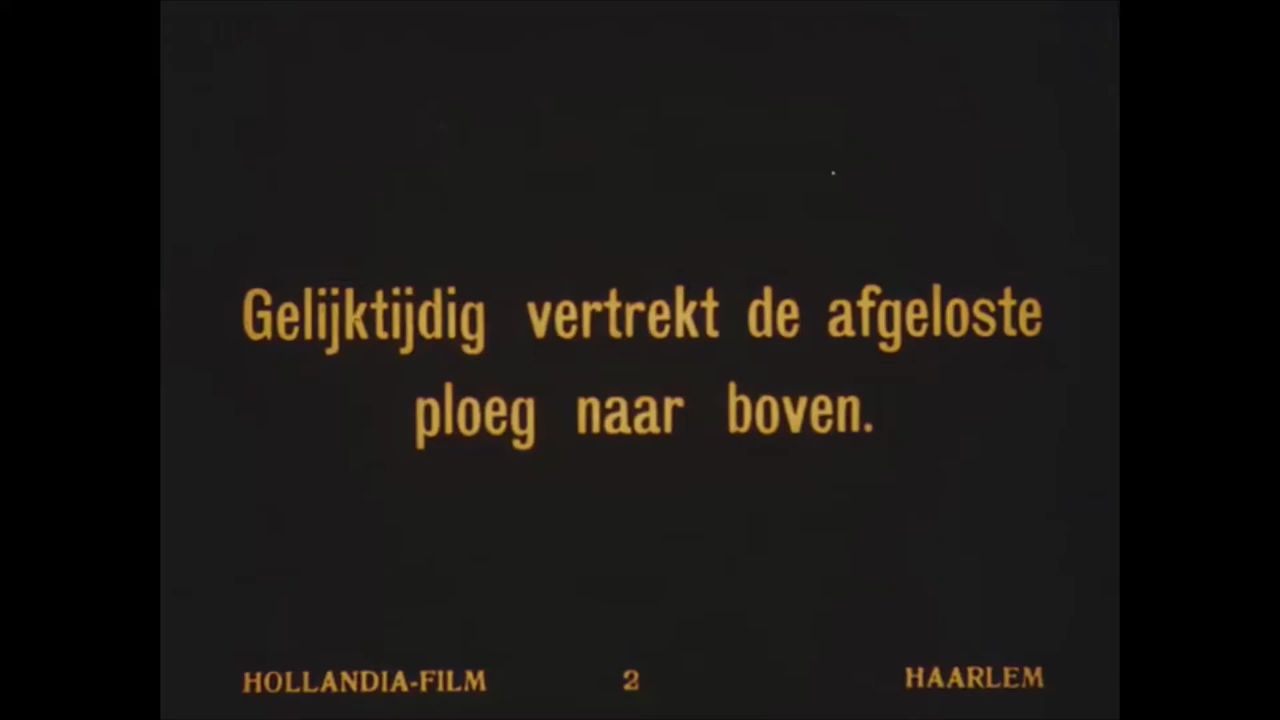 Gelijktijdig vertrekt de afgeloste
ploeg naar boven.
HOLLANDIA-FILM 2 HAARLEM